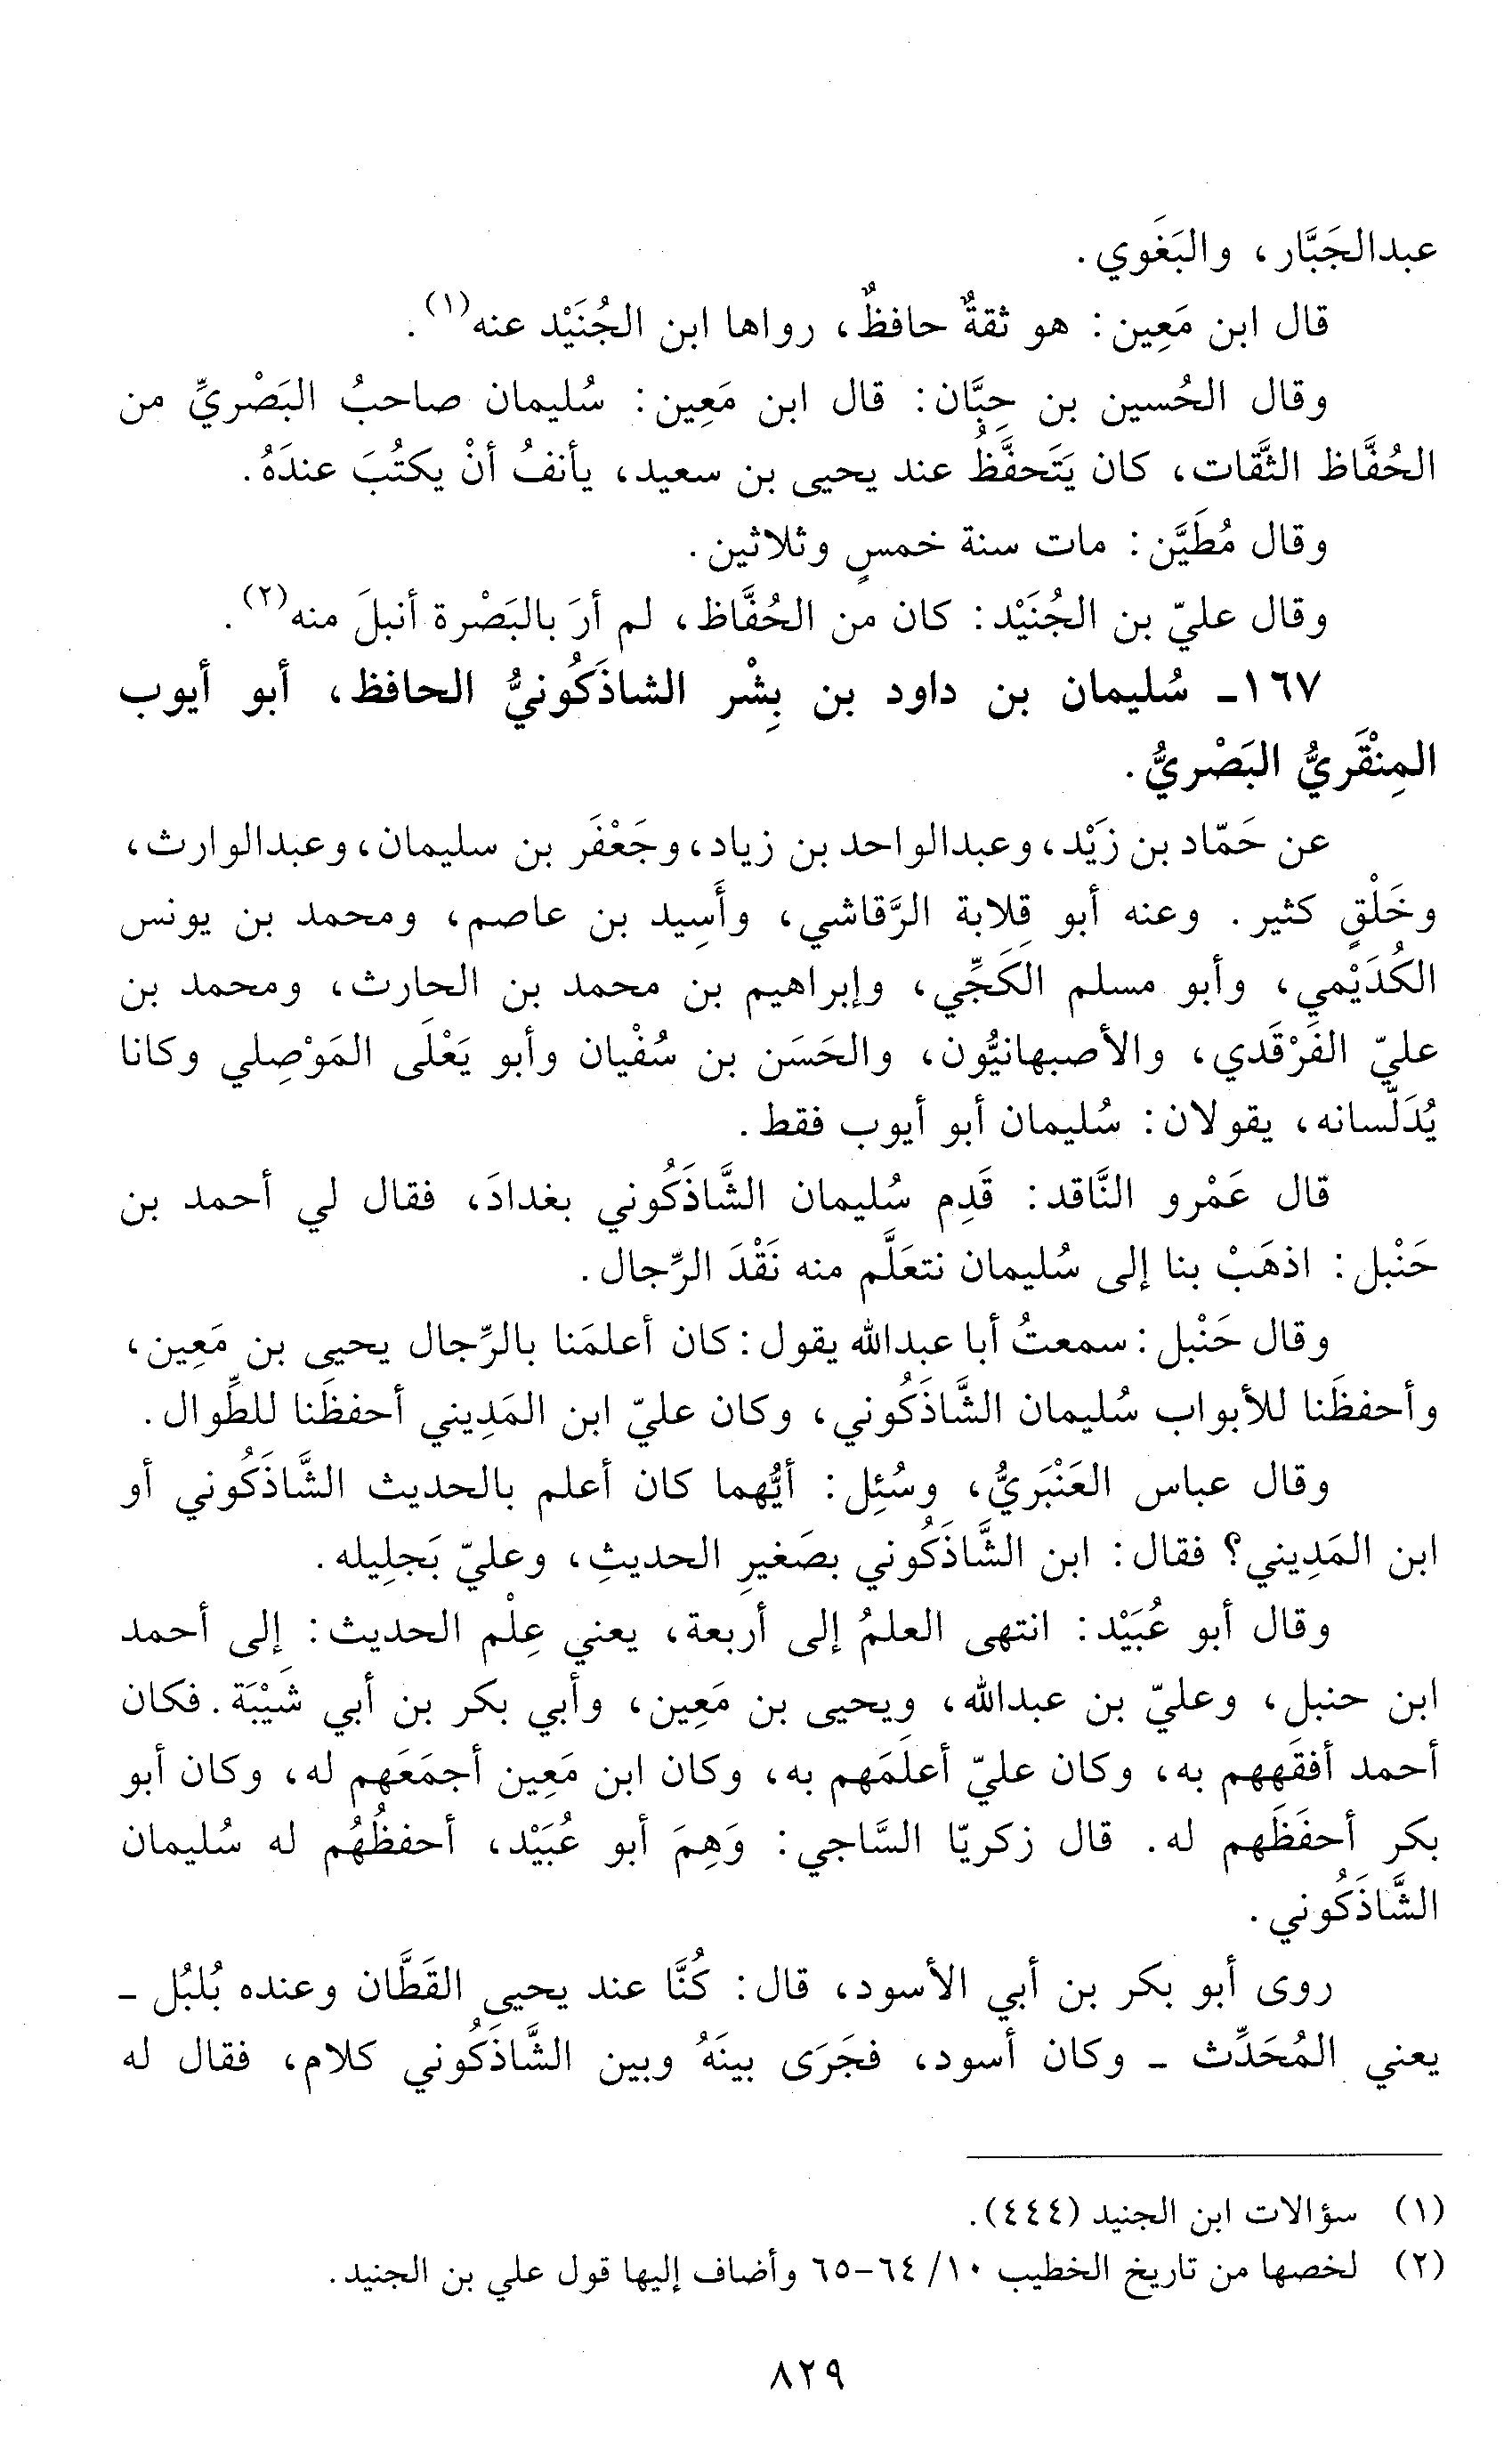 عبدالجَبَّار، والبَغَوي.
قال ابن مَعِين: هو ثقةٌ حافظٌ، رواها ابن الجُنَيْد عنه(١).
وقال الحُسين بن حِبَّان: قال ابن مَعِين: سُليمان صاحبُ البَصْريِّ من
الحُفَّاظ الثَّقات، كان يَتَحفَّظُ عند يحيى بن سعيد، يأنفُ أنْ يكتُبَ عندَهُ.
وقال مُطَيَّن: مات سنة خمسٍ وثلاثين.
وقال عليّ بن الجُنَيْد: كان من الحُفَّاظ، لم أرَ بالبَصْرة أنبلَ منه(٢).
١٦٧- سُليمان بن داود بن بِشْر الشاذَكُونيُّ الحافظ، أبو أيوب
المِنْقَريُّ البَصْريُّ.
عن حَمّاد بن زَيْد، وعبدالواحد بن زياد، وجَعْفَر بن سليمان، وعبدالوارث،
وخَلْقٍ كثير. وعنه أبو قِلابة الرَّقاشي، وأَسِيد بن عاصم، ومحمد بن يونس
الكُدَيْمي، وأبو مسلم الكَجِّي، وإبراهيم بن محمد بن الحارث، ومحمد بن
عليّ الفَرْقَدي، والأصبهانيُّون، والحَسَن بن سُفْيان وأبو يَعْلَى المَوْصِلي وكانا
يُدَلّسانه، يقولان: سُليمان أبو أيوب فقط.
قال عَمْرو النَّاقد: قَدِم سُليمان الشَّاذَكُوني بغدادَ، فقال لي أحمد بن
حَنْبل: اذهَبْ بنا إلى سُليمان نتعَلَّم منه نَقْدَ الرِّجال.
وقال حَنْبل: سمعتُ أبا عبدالله يقول: كان أعلمَنا بالرِّجال يحيى بن مَعِين،
وأحفظَنا للأبواب سُليمان الشَّاذَكُوني، وكان عليّ ابن المَدِيني أحفظَنا للطِّوال.
وقال عباس العَنْبَريُّ، وسُئِل: أيُّهما كان أعلم بالحديث الشَّاذَكُوني أو
ابن المَدِيني؟ فقال: ابن الشَّاذَكُوني بصَغيرِ الحديثِ، وعليّ بَجلِيله.
وقال أبو عُبَيْد: انتهى العلمُ إلى أربعة، يعني عِلْم الحديث: إلى أحمد
ابن حنبل، وعليّ بن عبدالله، ويحيى بن مَعِين، وأبي بكر بن أبي شَيْبَة. فكان
أحمد أفقَههم به، وكان عليّ أعلَمَهم به، وكان ابن مَعِين أجمَعَهم له، وكان أبو
بكر أحفَظَهم له. قال زكريّا السَّاجي: وَهِمَ أبو عُبَيْد، أحفظُهُم له سُليمان
الشَّاذَكُوني.
روى أبو بكر بن أبي الأسود، قال: كُنَّا عند يحيى القَطَّان وعنده بُلبُل -
يعني المُحَدِّث - وكان أسود، فجَرَى بينَهُ وبين الشَّاذَكُوني كلام، فقال له
(١) سؤالات ابن الجنيد (٤٤٤).
(٢) لخصها من تاريخ الخطيب ١٠/ ٦٤-٦٥ وأضاف إليها قول علي بن الجنيد.
٨٢٩